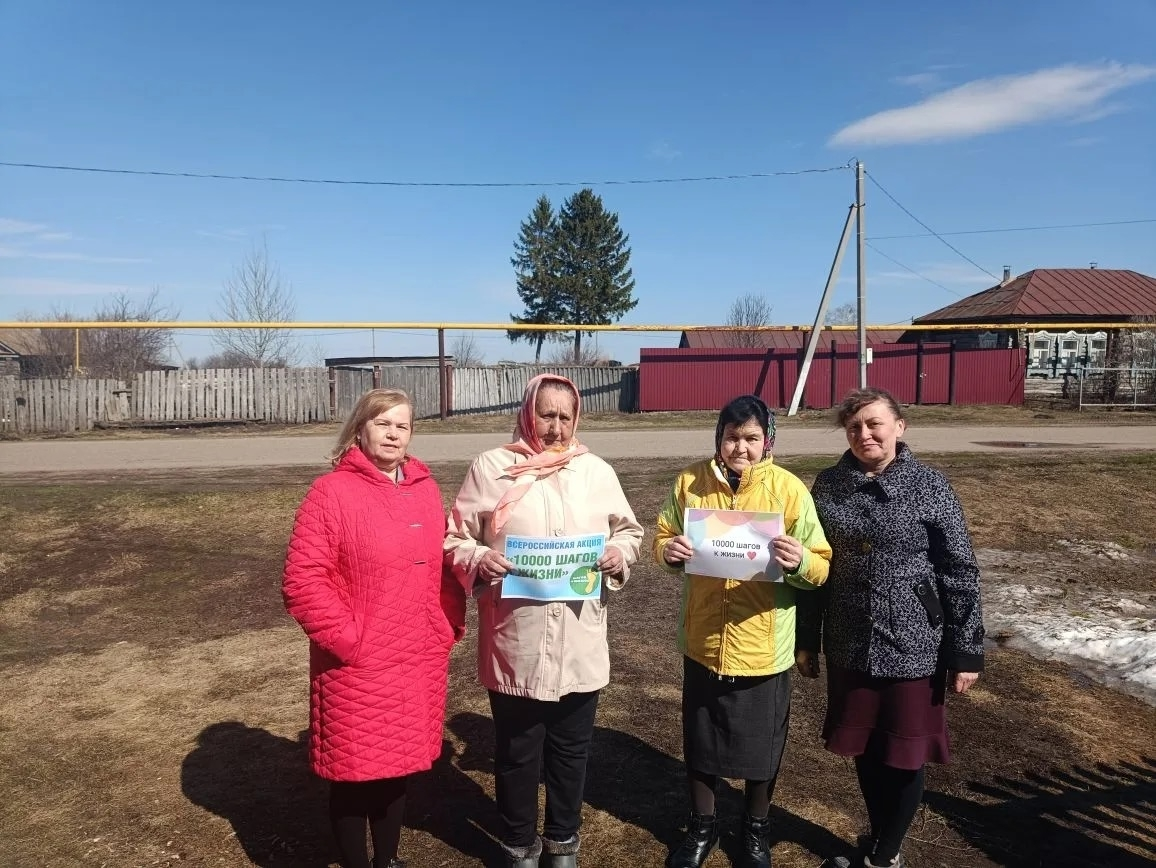 ВСЕРОССИЙСКАЯ АКЦИЯ
«10000 ШАГОВ
ЖИЗНИ»
10000 шагов
к жизни